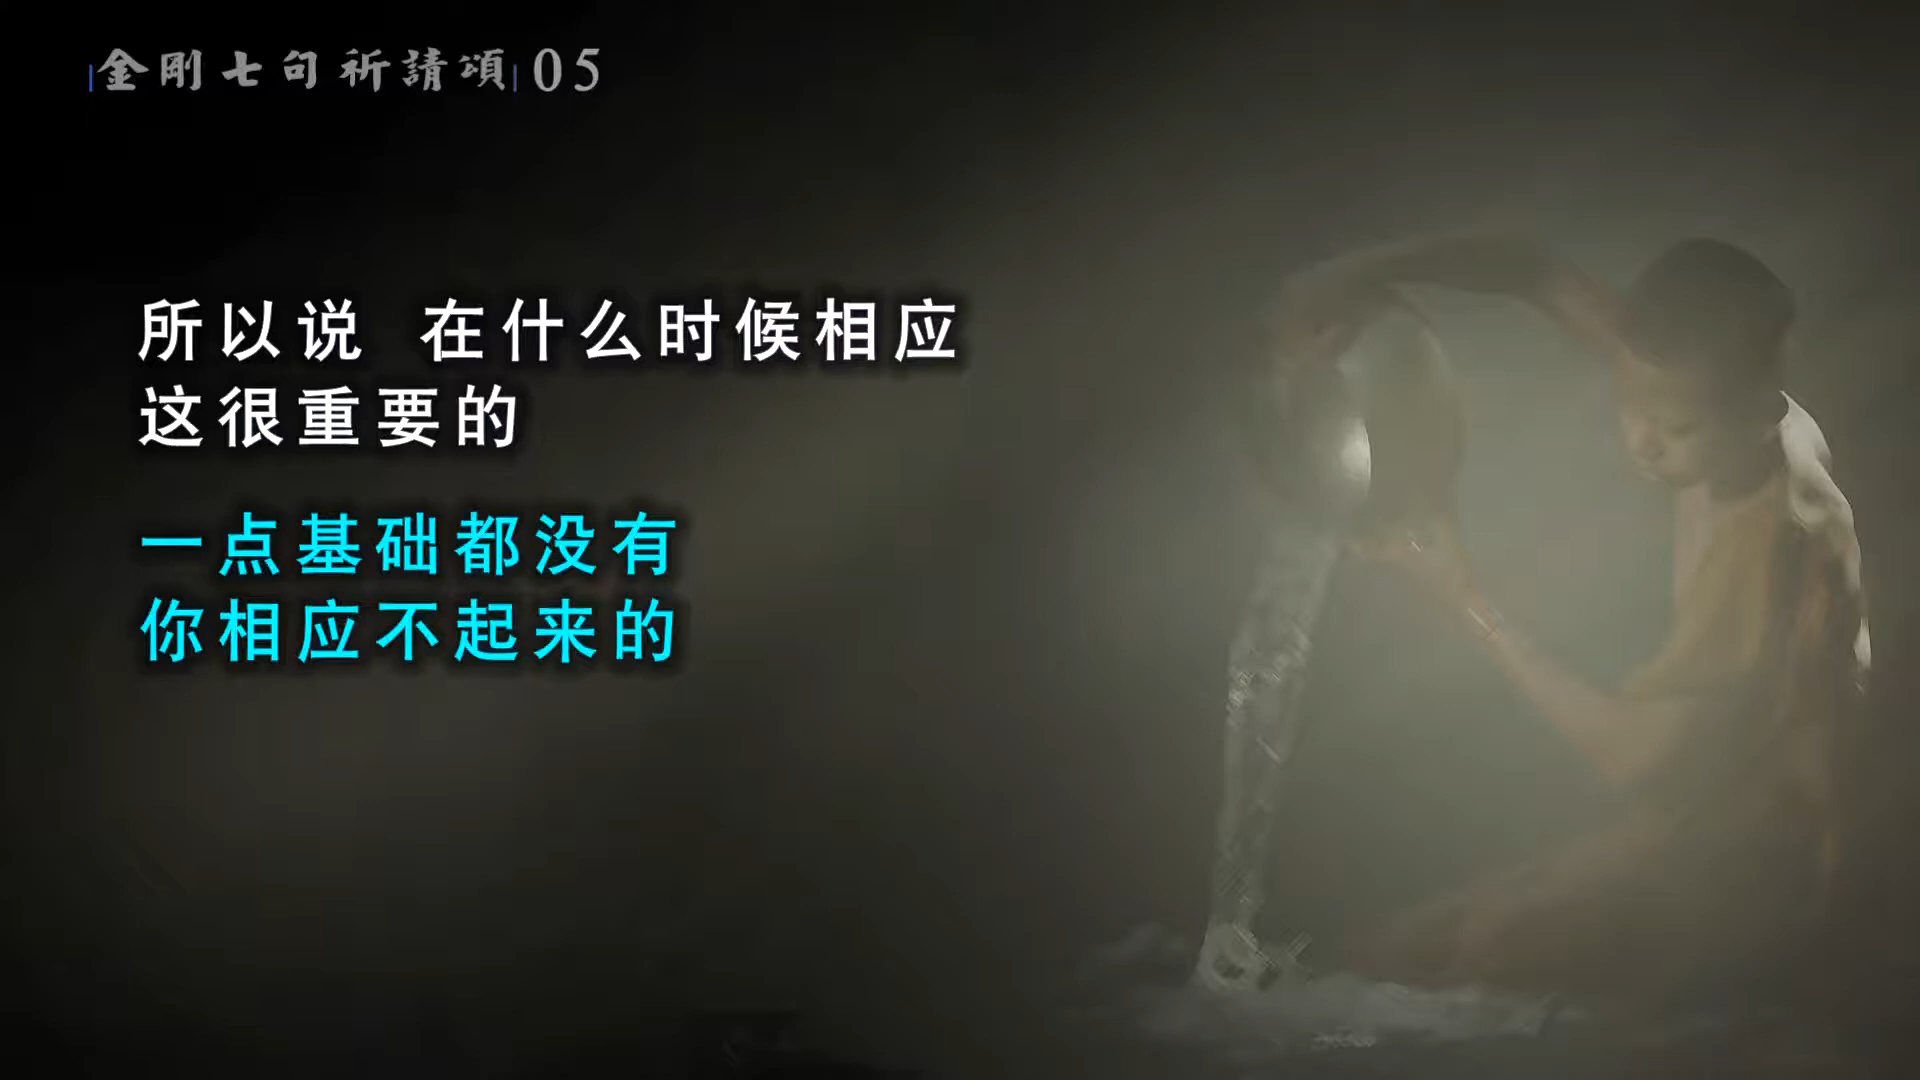 金剛七句祈請頌 05
所以说 在什么时候相应
这很重要的
一点基础都没有
你相应不起来的